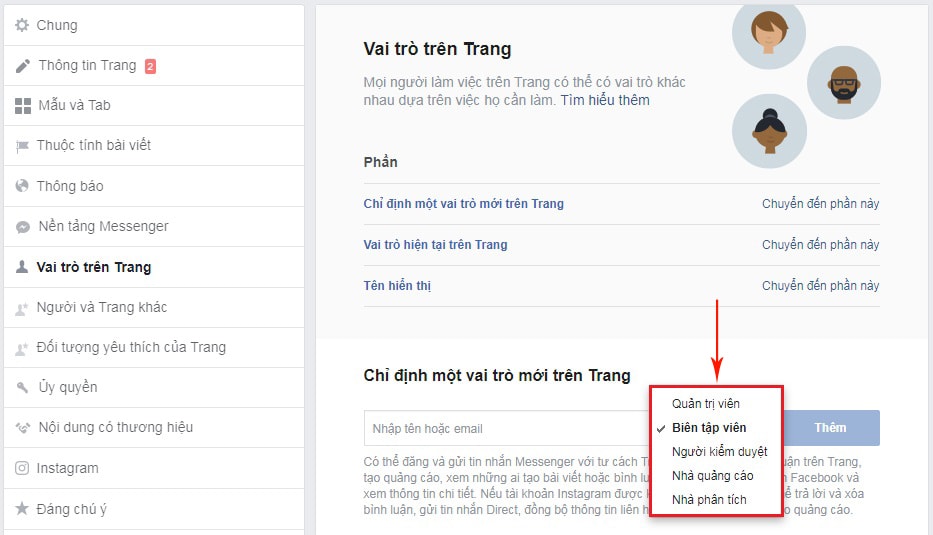 Chung
Thông tin Trang 2
Mẫu và Tab
Thuộc tính bài viết
Thông báo
Nền tảng Messenger
Vai trò trên Trang
Người và Trang khác
Đối tượng yêu thích của Trang
Ủy quyền
Nội dung có thương hiệu
Instagram
Đáng chú ý
Vai trò trên Trang
Mọi người làm việc trên Trang có thể có vai trò khác
nhau dựa trên việc họ cần làm. Tìm hiểu thêm
Phần
Chỉ định một vai trò mới trên Trang Chuyển đến phần này
Vai trò hiện tại trên Trang Chuyển đến phần này
Tên hiển thị Chuyển đến phần này
Chỉ định một vai trò mới trên Trang
Nhập tên hoặc email
Quản trị viên
Biên tập viên
Người kiểm duyệt
Nhà quảng cáo
Nhà phân tích
Thêm
Có thể đăng và gửi tin nhắn Messenger với tư cách trên Trang,
tạo quảng cáo, xem những ai tạo bài viết hoặc bình Facebook và
xem thông tin chi tiết. Nếu tài khoản Instagram được trả lời và xóa
bình luận, gửi tin nhắn Direct, đồng bộ thông tin liên quảng cáo.